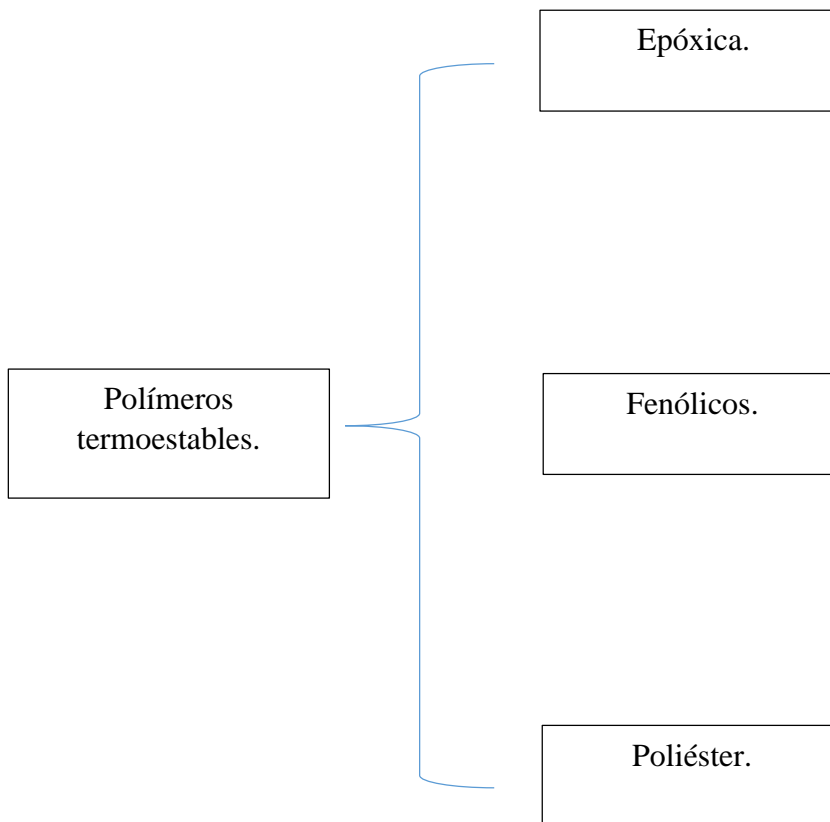 Epóxica.
Polímeros
termoestables.
Fenólicos.
Poliéster.